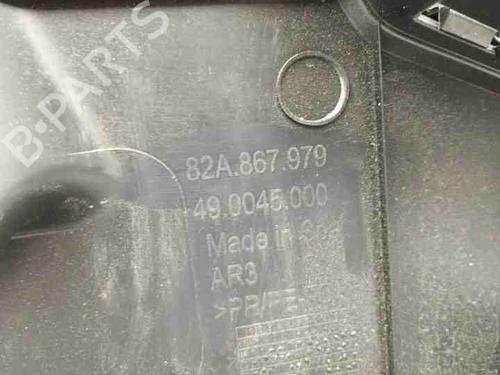 B-PARTS
82A.867.979
49.0045.000
Made in
AR3
>PP/PE-